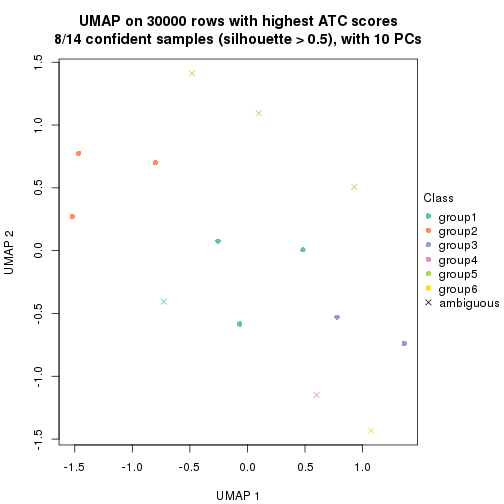 UMAP on 30000 rows with highest ATC scores
8/14 confident samples (silhouette > 0.5), with 10 PCs
1.5
1.0
0.5
0.0
-0.5
-1.0
-1.5
UMAP 2
-1.5 -1.0 -0.5 0.0 0.5 1.0
UMAP 1
Class
group1
group2
group3
group4
group5
group6
ambiguous